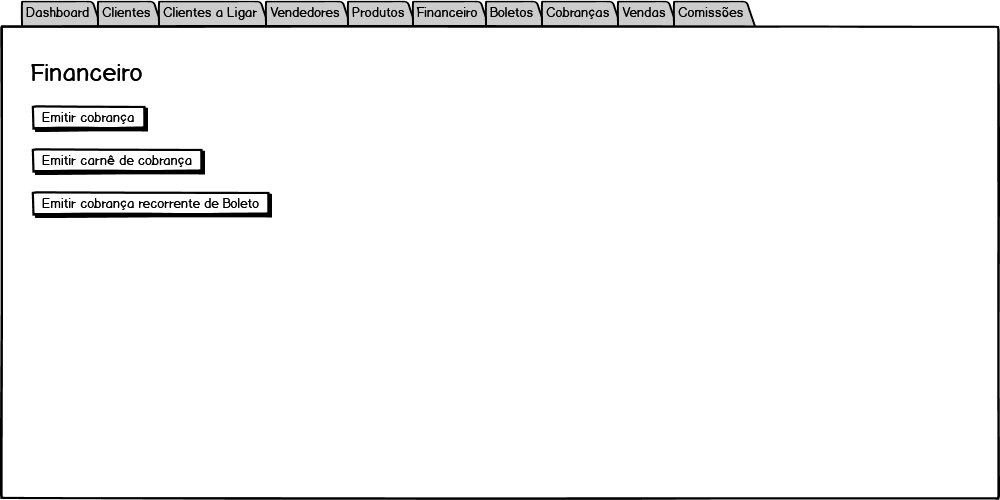 Dashboard Clientes Clientes a Ligar Vendedores Produtos Financeiro Boletos Cobranças Vendas Comissões
Financeiro
Emitir cobrança
Emitir carnê de cobrança
Emitir cobrança recorrente de Boleto